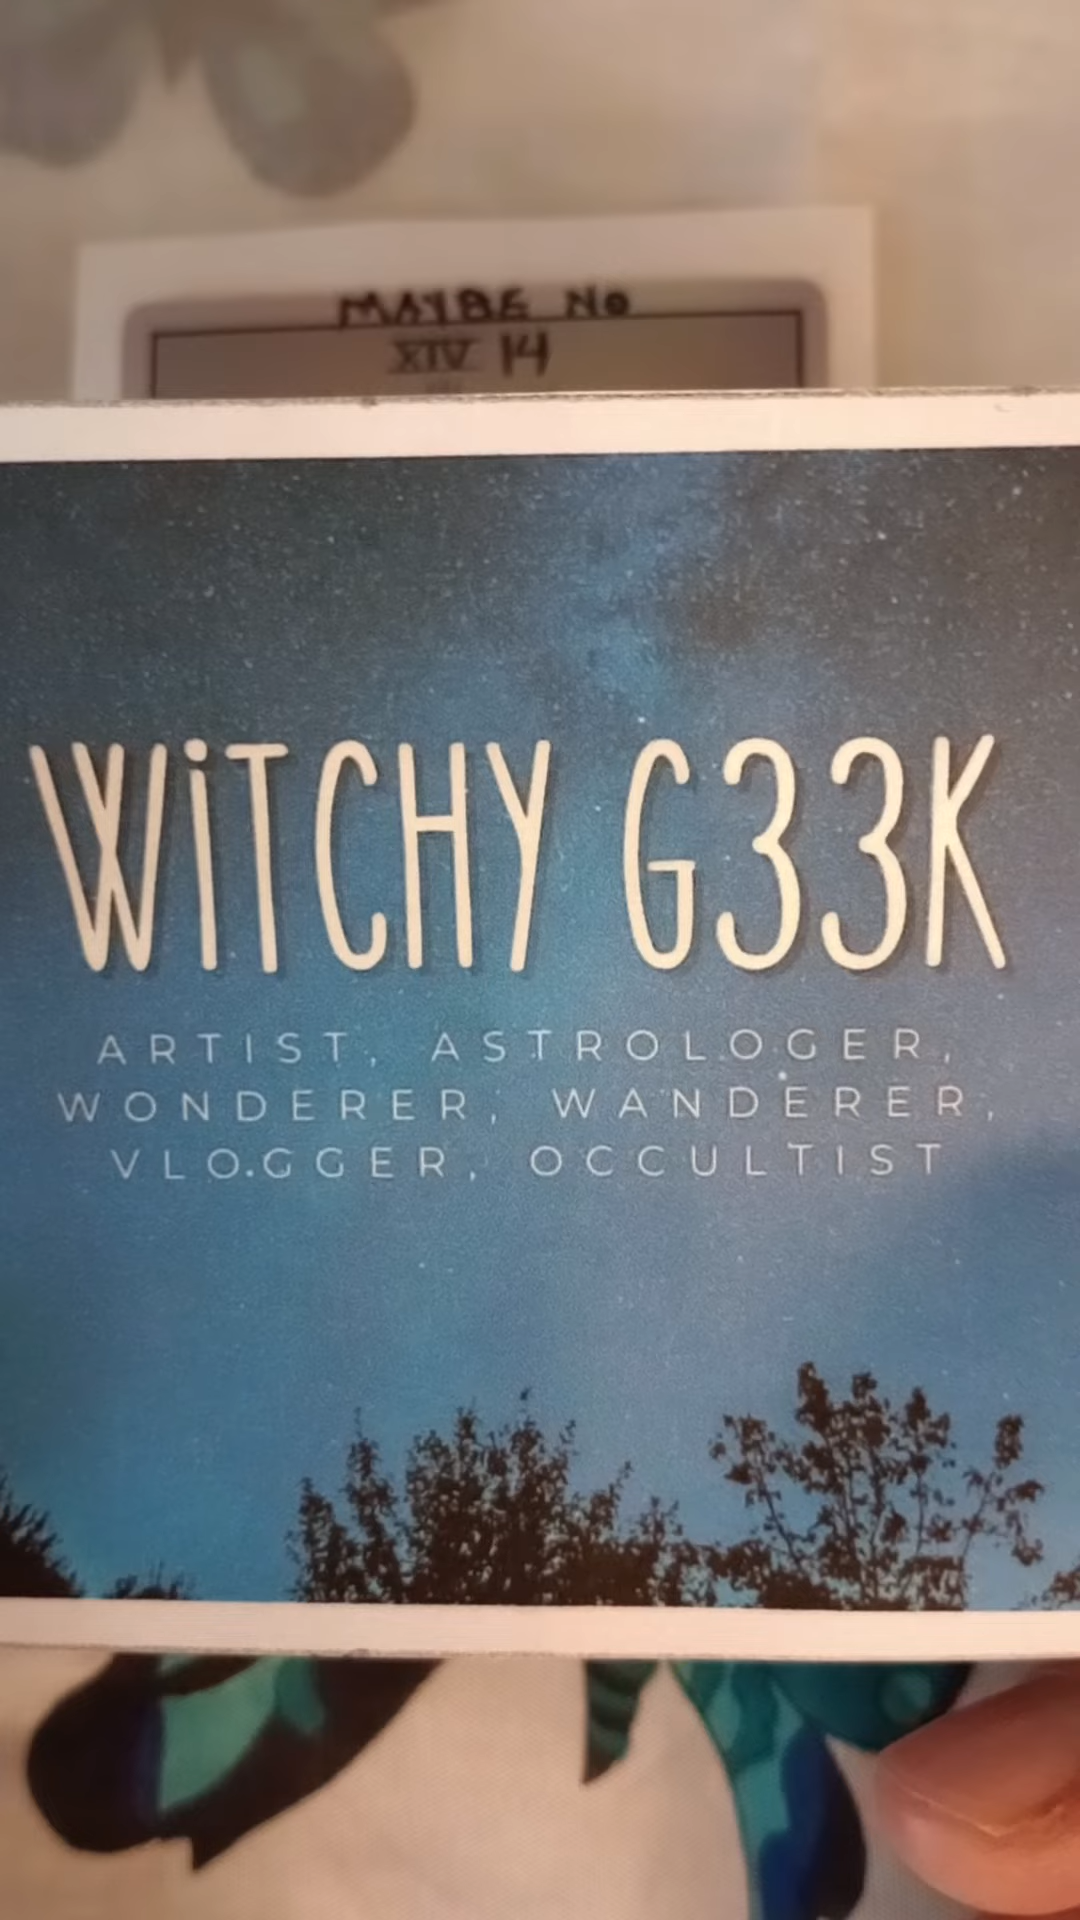 MAYBE NO
XIV 14
WiTCHY G33K
ARTIST, ASTROLOGER,
WONDERER, WANDERER,
VLOGGER, OCCULTIST